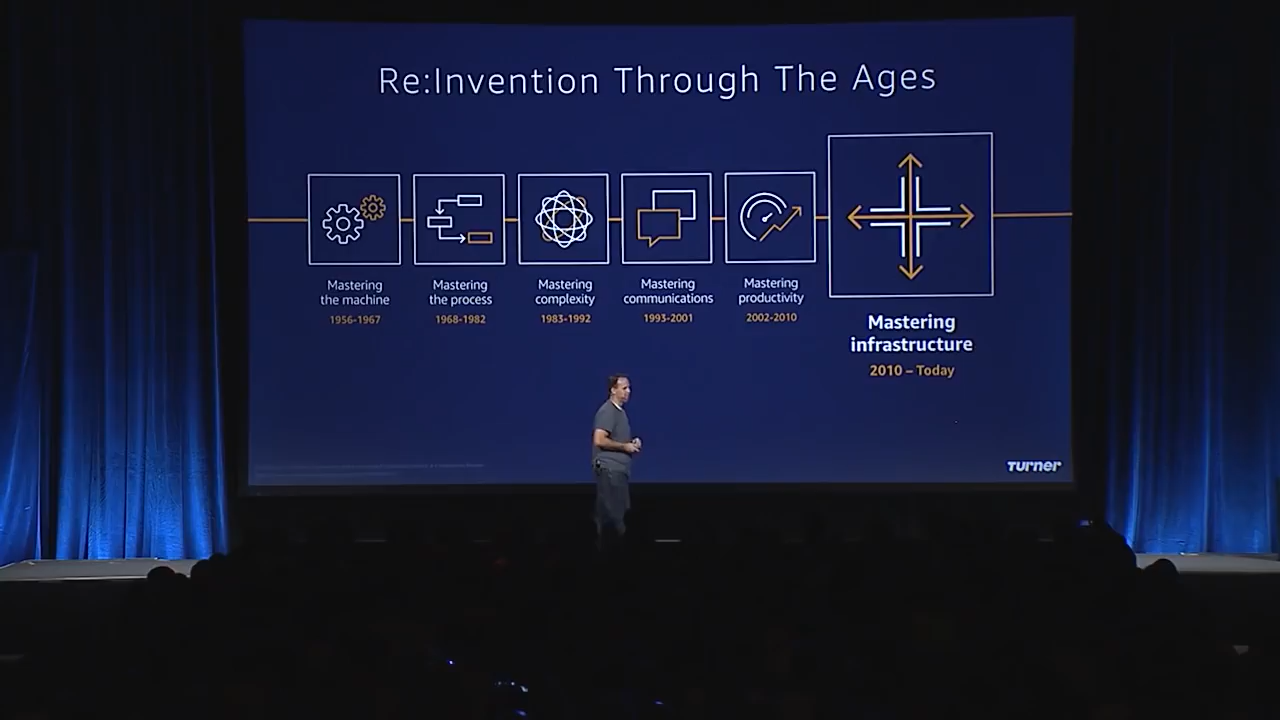 Re:Invention Through The Ages
Mastering
the machine
1956-1967
Mastering
the process
1968-1982
Mastering
complexity
1983-1992
Mastering
communications
1993-2001
Mastering
productivity
2002-2010
Mastering
infrastructure
2010 – Today
Turner